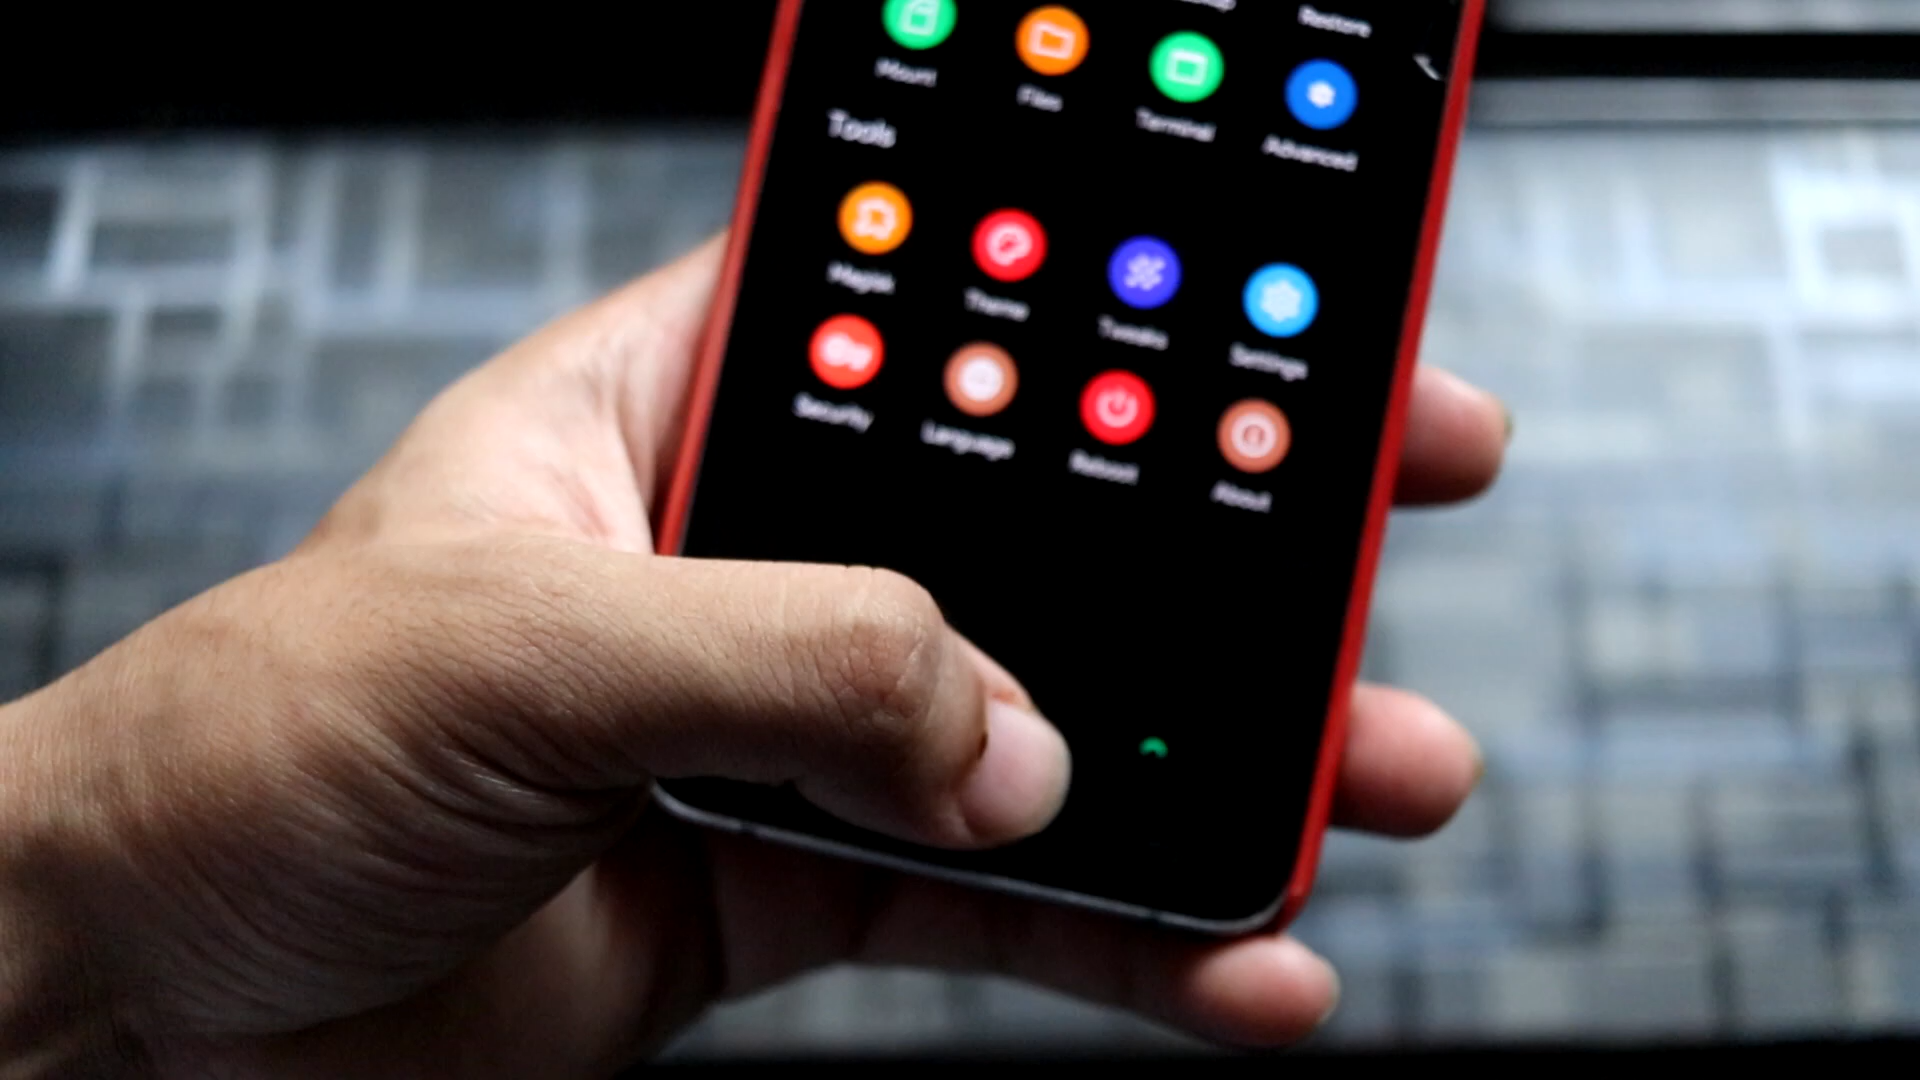 Restore
Mount
Files
Terminal
Advanced
Tools
Magisk
Theme
Tweaks
Settings
Security
Language
Reboot
About